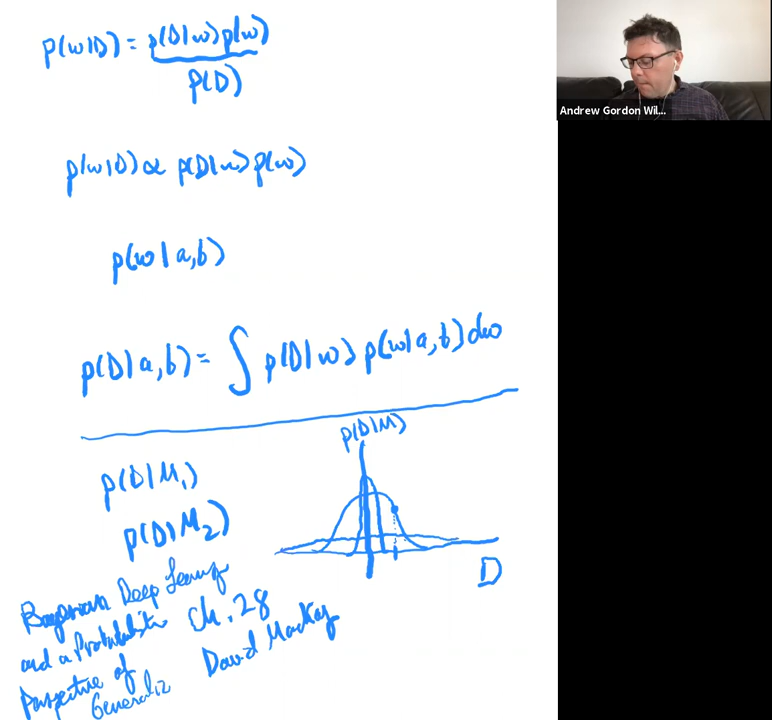 p(w|D) = p(D|w) p(w)
p(D)
p(w|D) ∝ p(D|w) p(w)
p(w | a,b)
p(D|a,b) = ∫ p(D|w) p(w|a,b) dw
p(D|M)
p(D|M₁)
p(D|M₂)
D
Bayesian Deep Learning
and a Probabilistic
Perspective of
Generaliz
Ch. 28
David MacKay
Andrew Gordon Wil...